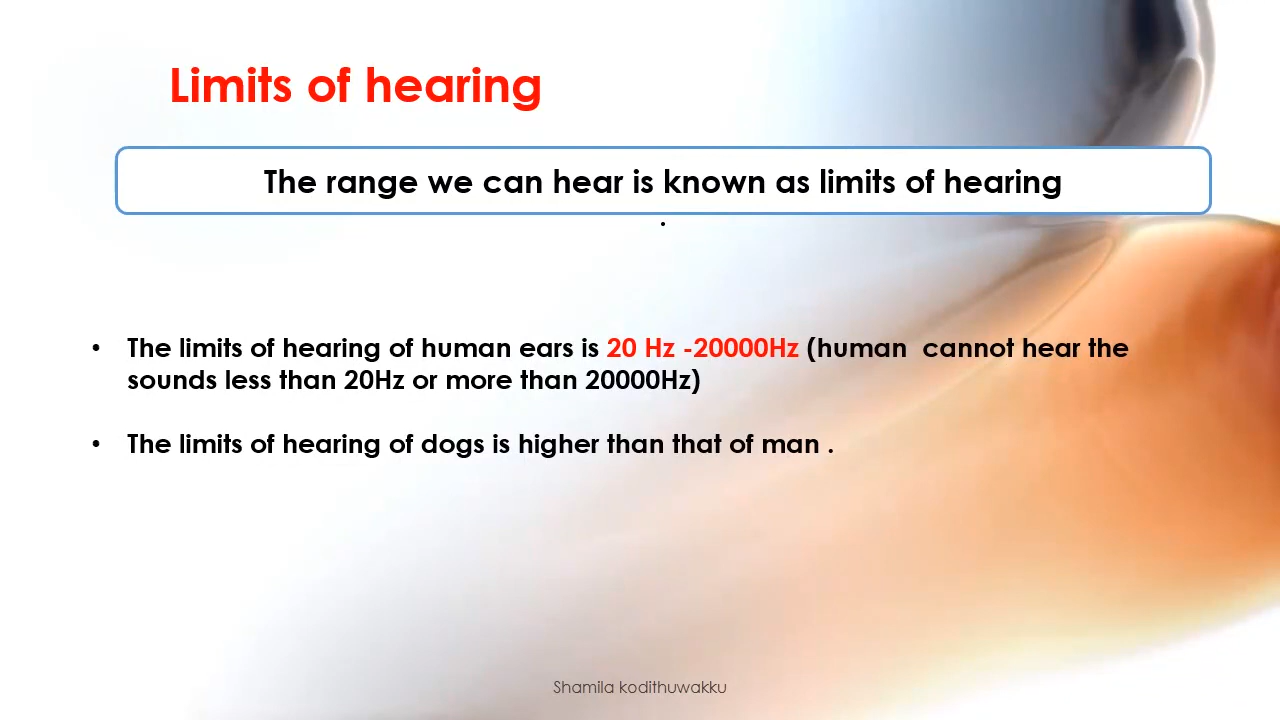 Limits of hearing
The range we can hear is known as limits of hearing
.
• The limits of hearing of human ears is 20 Hz -20000Hz (human  cannot hear the
sounds less than 20Hz or more than 20000Hz)
• The limits of hearing of dogs is higher than that of man .
Shamila kodithuwakku